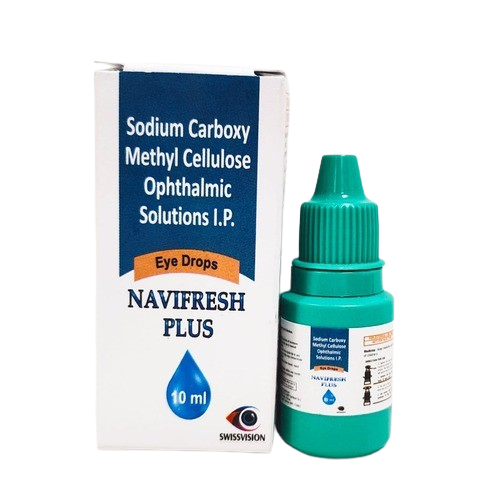 Sodium Carboxy
Methyl Cellulose
Ophthalmic
Solutions I.P.
Eye Drops
NAVIFRESH
PLUS
10 ml
SWISSVISION
Sodium Carboxy
Methyl Cellulose
Ophthalmic
Solutions I.P.
Eye Drops
NAVIFRESH
PLUS